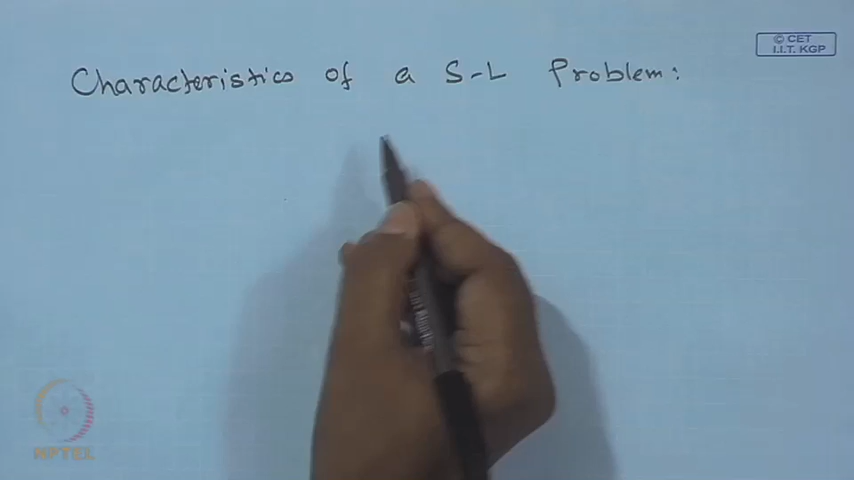 © CET
I.I.T. KGP
Characteristics of a S-L Problem:
NPTEL